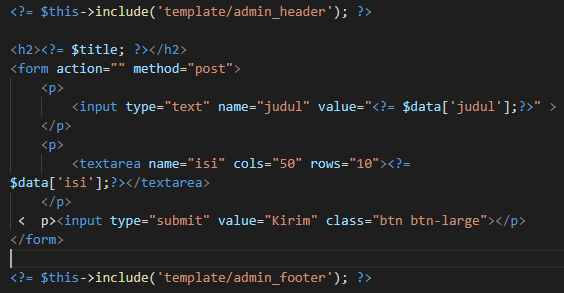 <?= $this->include('template/admin_header'); ?>
<h2><?= $title; ?></h2>
<form action="" method="post">
<p>
<input type="text" name="judul" value="<?= $data['judul'];?>" >
</p>
<p>
<textarea name="isi" cols="50" rows="10"><?=
$data['isi'];?></textarea>
</p>
< p><input type="submit" value="Kirim" class="btn btn-large"></p>
</form>
<?= $this->include('template/admin_footer'); ?>